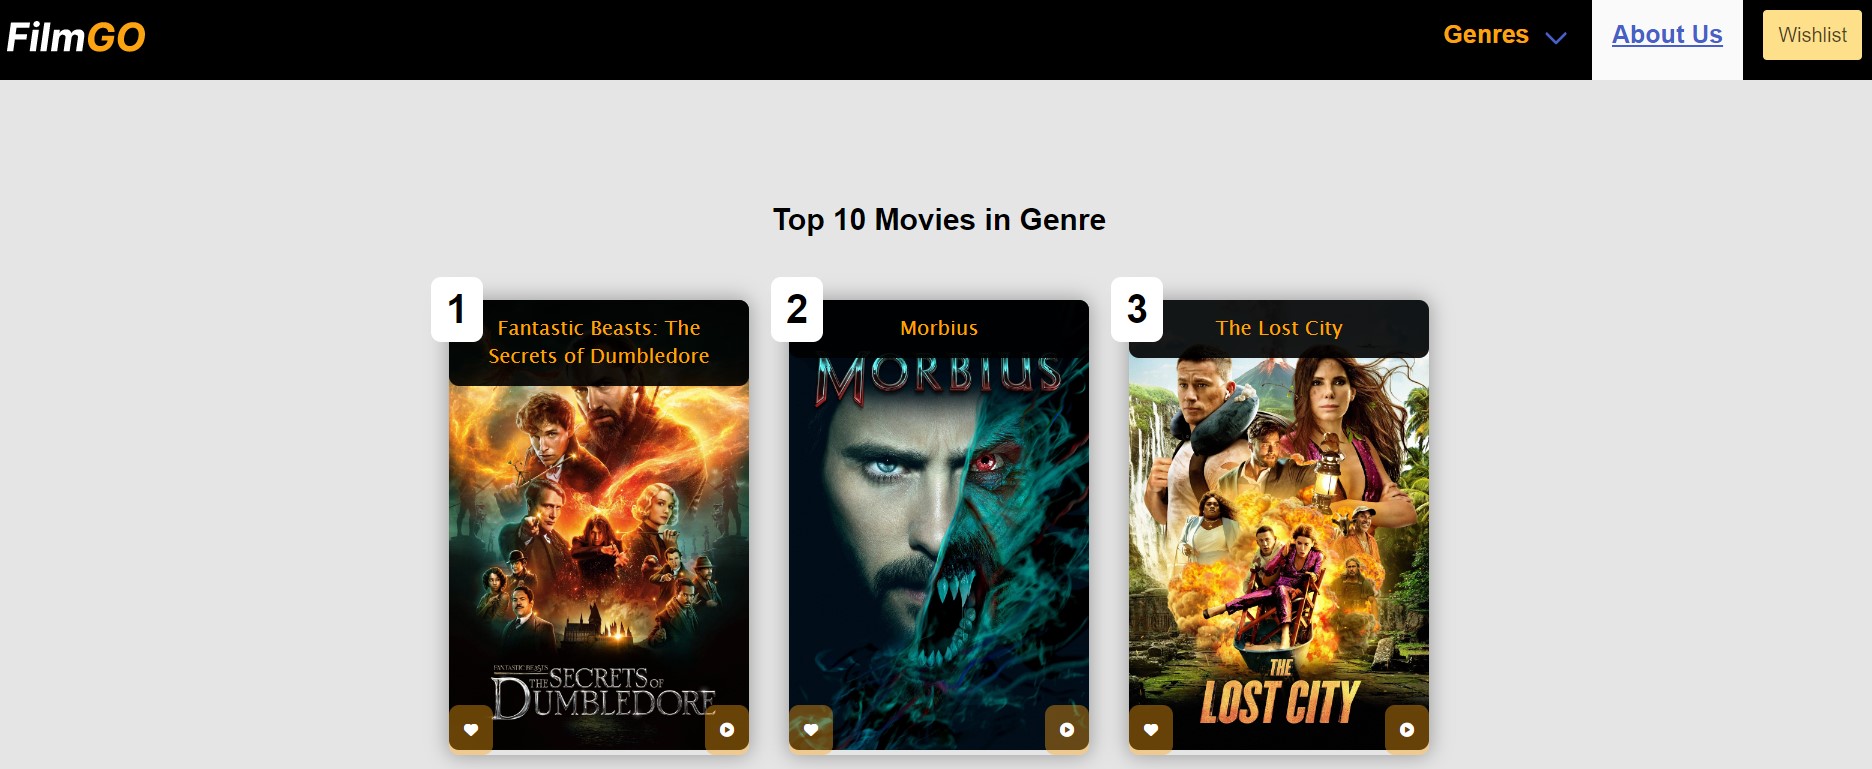 FilmGO
Genres
About Us
Wishlist
Top 10 Movies in Genre
1
Fantastic Beasts: The
Secrets of Dumbledore
FANTASTIC BEASTS
THE SECRETS OF
DUMBLEDORE
2
Morbius
MORBIUS
3
The Lost City
THE
LOST CITY